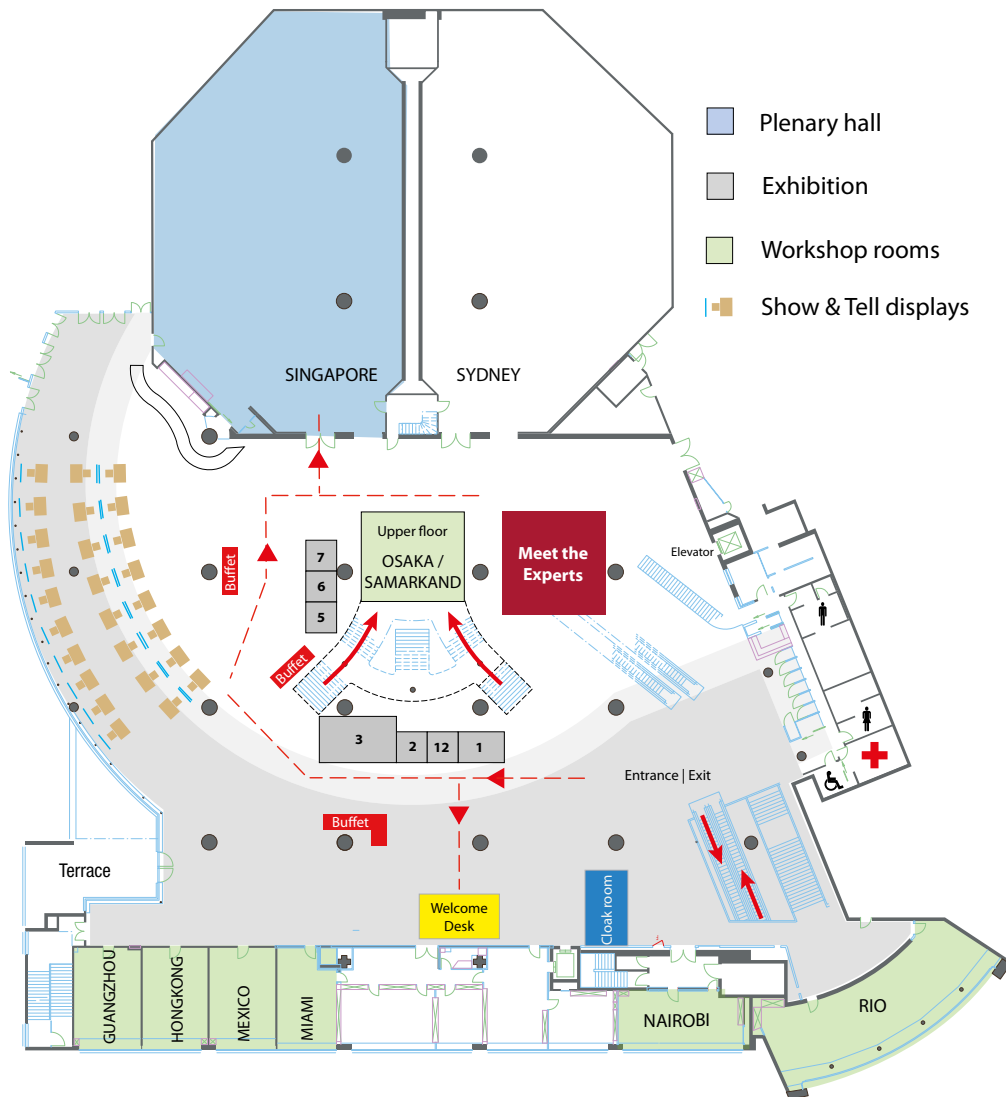 Plenary hall
Exhibition
Workshop rooms
Show & Tell displays
SINGAPORE
SYDNEY
Upper floor
OSAKA /
SAMARKAND
Meet the
Experts
Elevator
Buffet
7
6
5
Buffet
3
2
12
1
Entrance | Exit
Buffet
Terrace
Welcome
Desk
Cloak room
GUANGZHOU
HONGKONG
MEXICO
MIAMI
NAIROBI
RIO